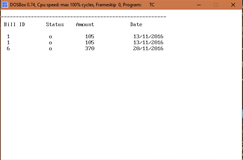 DOSBox 0.74, Cpu speed: max 100% cycles, Frameskip 0, Program: TC
Bill ID Status Amount Date
1 o 105 13/11/2016
1 o 105 13/11/2016
6 o 370 28/11/2016